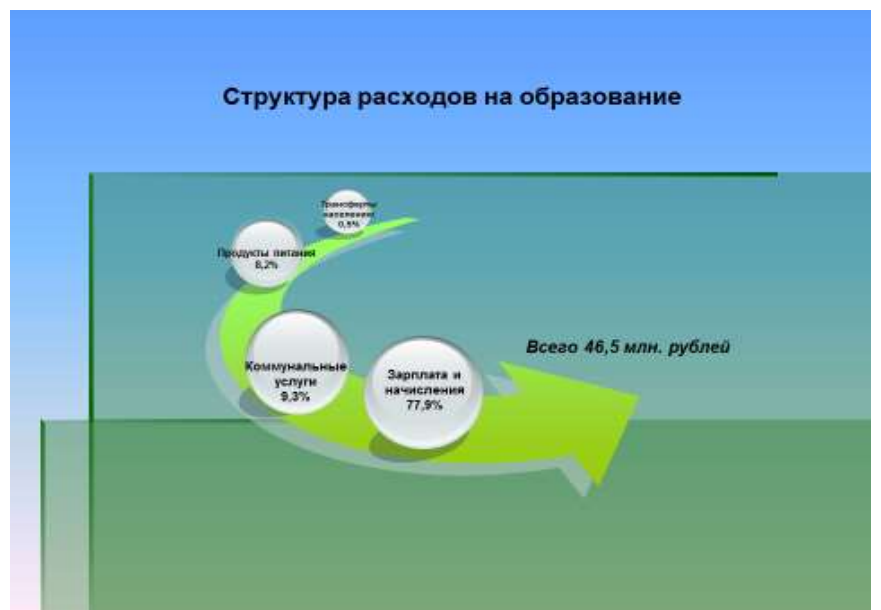 Структура расходов на образование
Трансферты
населению
0,5%
Продукты питания
8,2%
Коммунальные
услуги
9,3%
Зарплата и
начисления
77,9%
Всего 46,5 млн. рублей